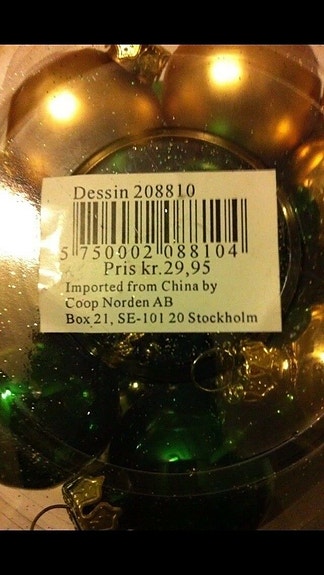 Dessin 208810
5 750002 088104
Pris kr. 29,95
Imported from China by
Coop Norden AB
Box 21, SE-101 20 Stockholm